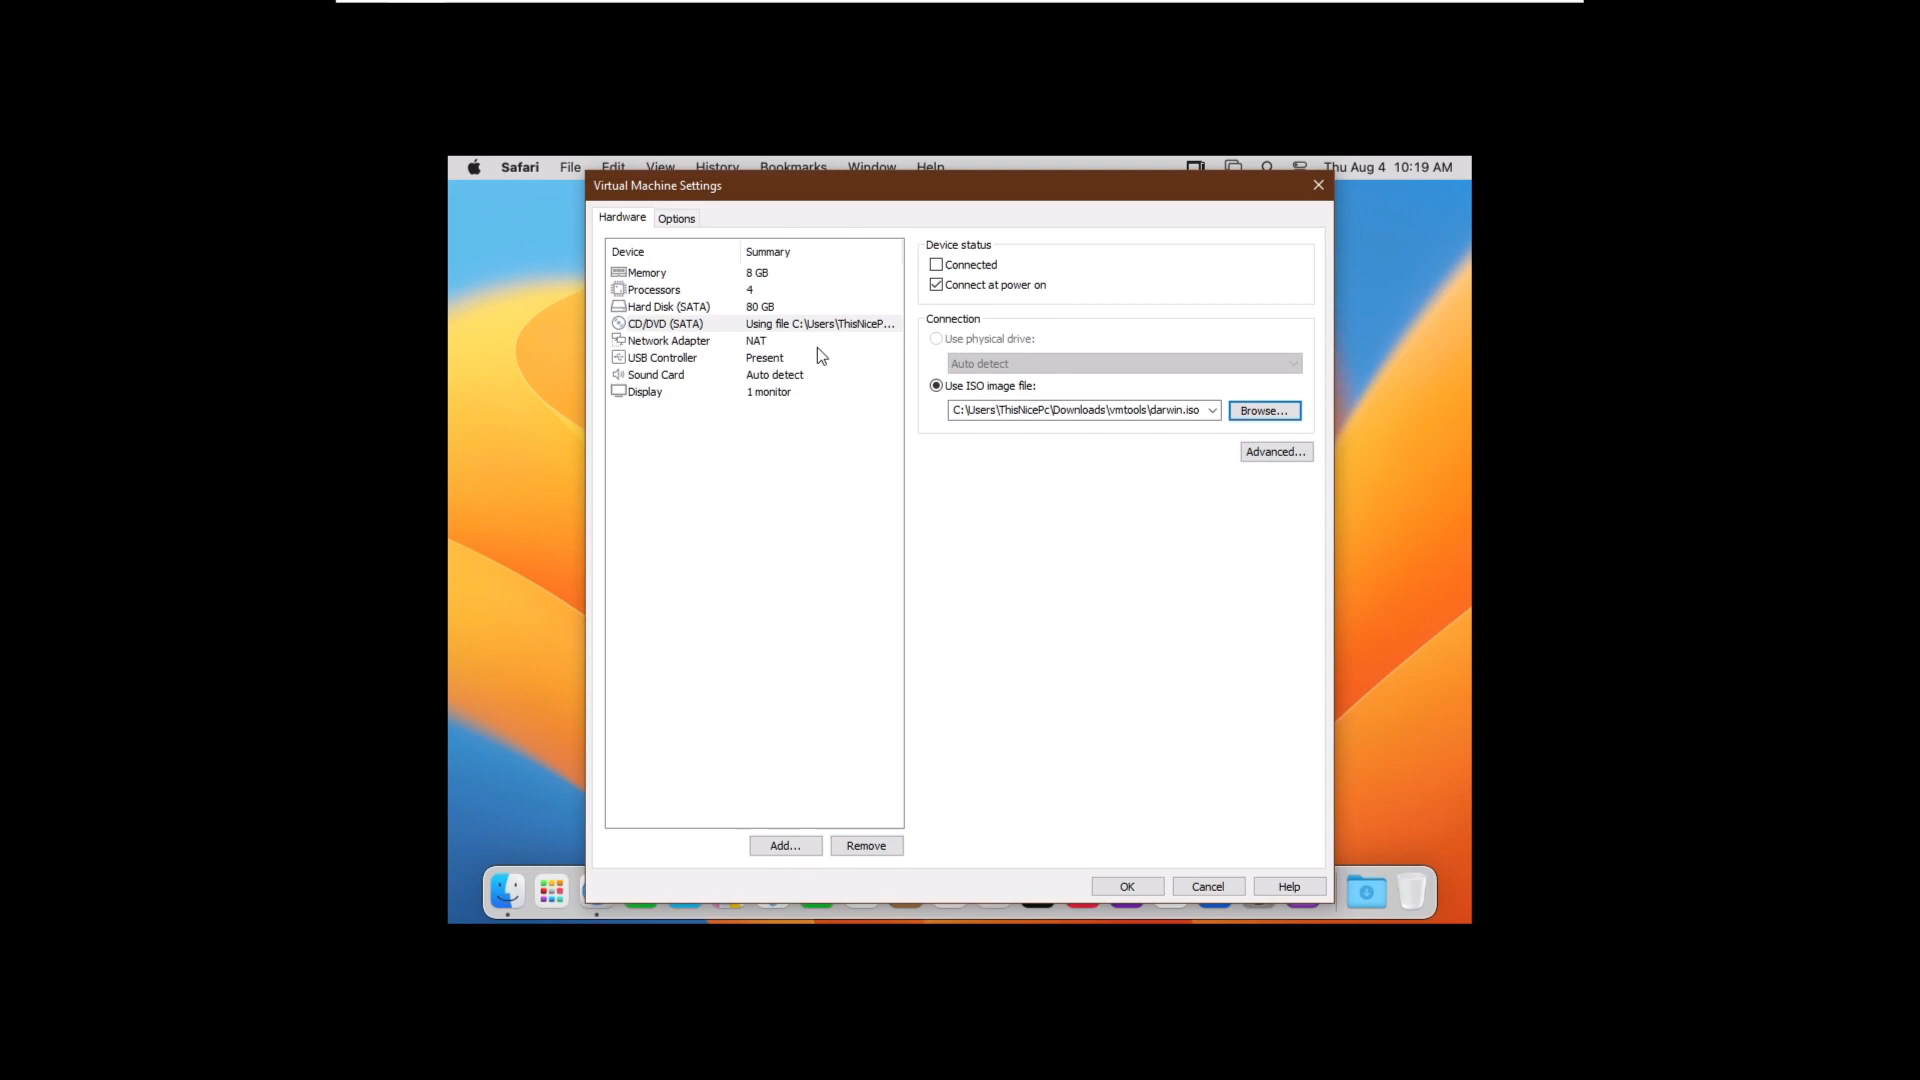 Safari File Edit View History Bookmarks Window Help Thu Aug 4 10:19 AM
Virtual Machine Settings
Hardware Options
Device Summary
Memory 8 GB
Processors 4
Hard Disk (SATA) 80 GB
CD/DVD (SATA) Using file C:\Users\ThisNiceP...
Network Adapter NAT
USB Controller Present
Sound Card Auto detect
Display 1 monitor
Add... Remove
Device status
Connected
Connect at power on
Connection
Use physical drive:
Auto detect
Use ISO image file:
C:\Users\ThisNicePc\Downloads\vmtools\darwin.iso Browse...
Advanced...
OK Cancel Help